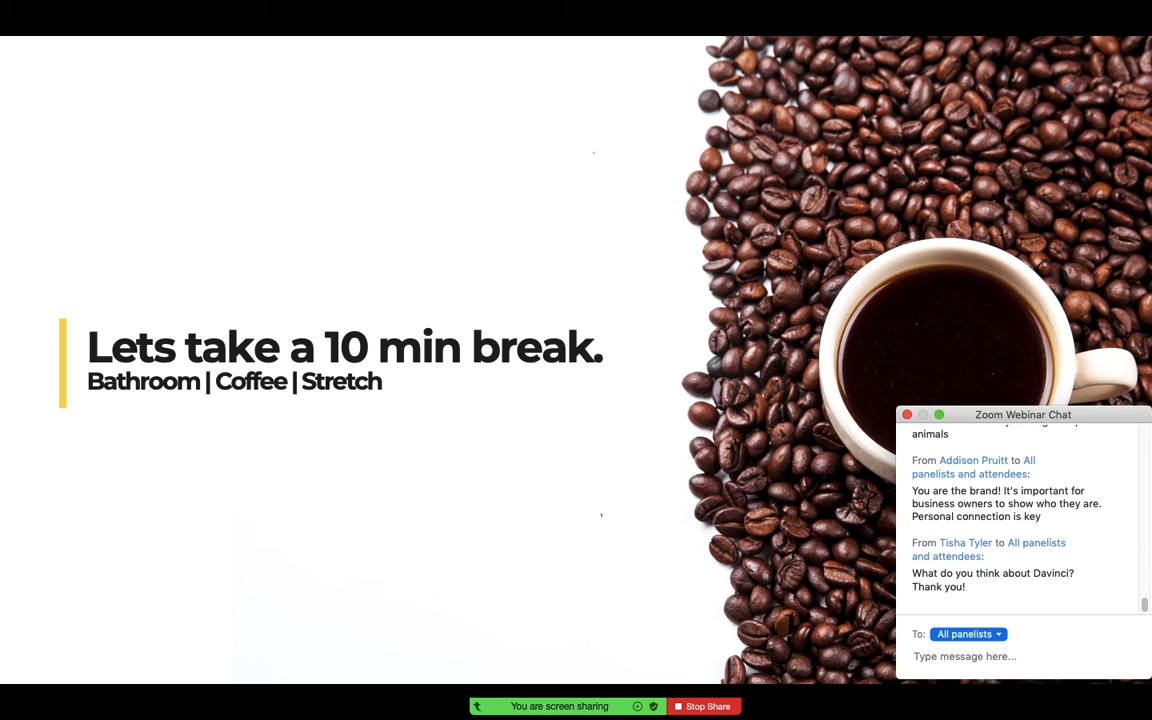 Lets take a 10 min break.
Bathroom | Coffee | Stretch
Zoom Webinar Chat
animals
From Addison Pruitt to All
panelists and attendees:
You are the brand! It's important for
business owners to show who they are.
Personal connection is key
From Tisha Tyler to All panelists
and attendees:
What do you think about Davinci?
Thank you!
To: All panelists
Type message here...
You are screen sharing
Stop Share